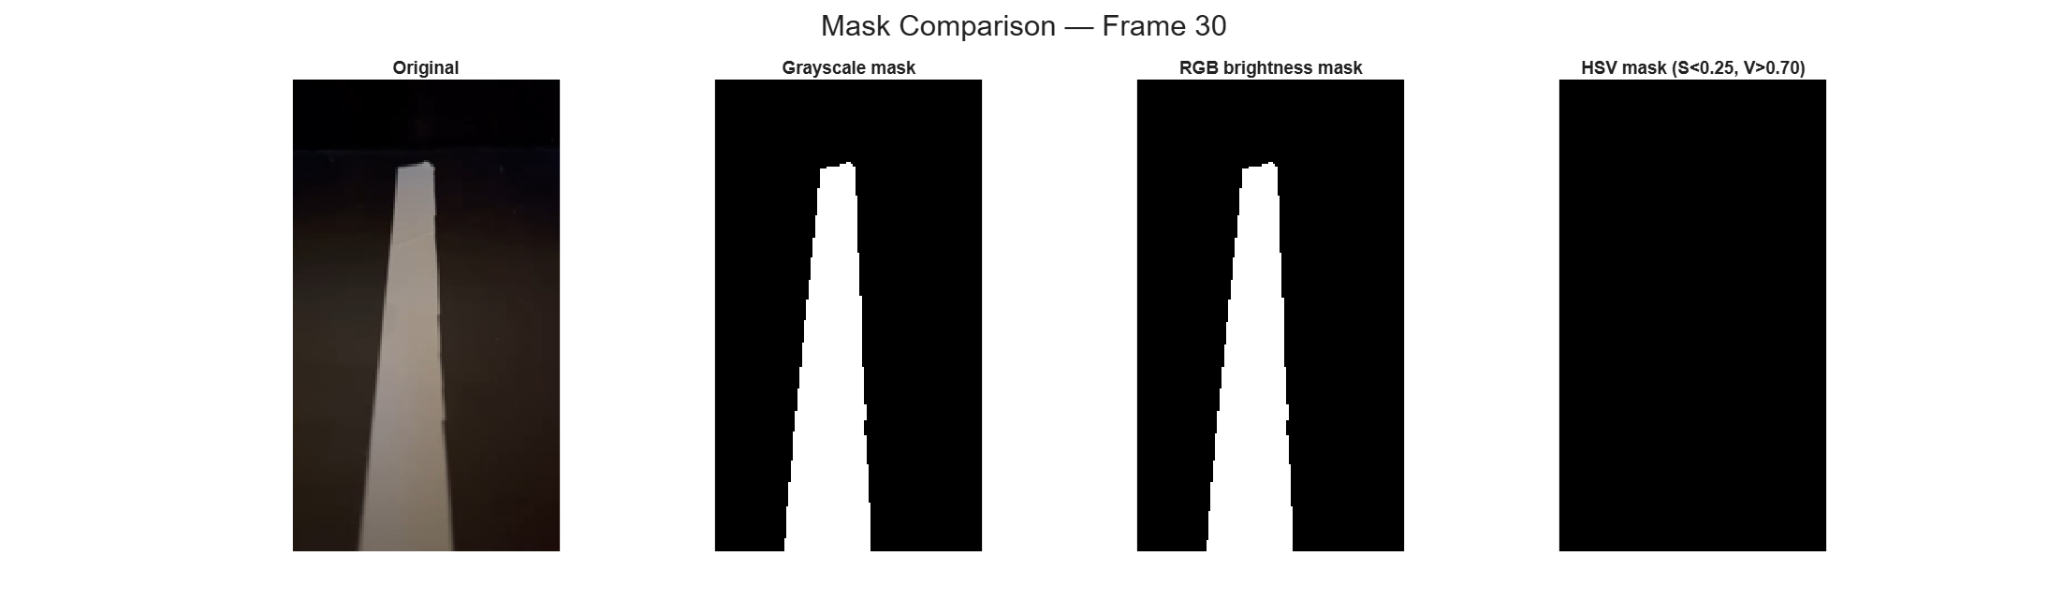 Mask Comparison — Frame 30
Original
Grayscale mask
RGB brightness mask
HSV mask (S<0.25, V>0.70)